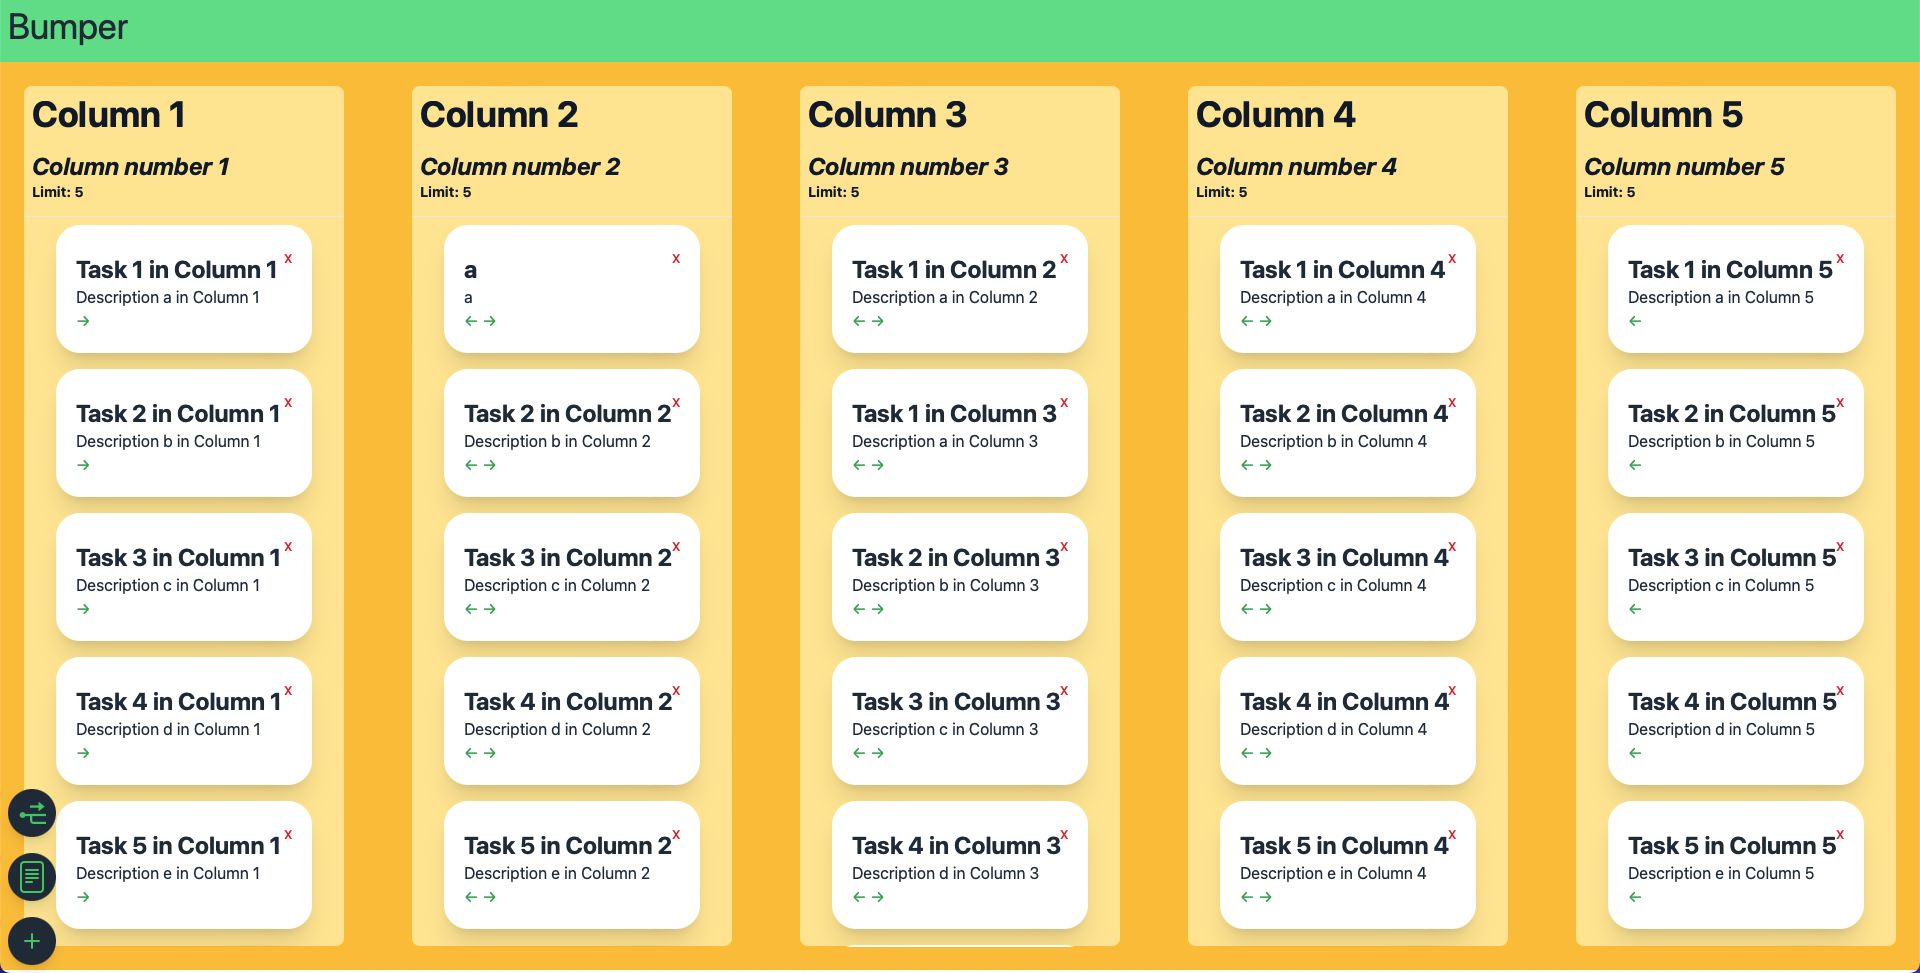 Bumper
Column 1
Column number 1
Limit: 5
Task 1 in Column 1 x
Description a in Column 1
→
Task 2 in Column 1 x
Description b in Column 1
→
Task 3 in Column 1 x
Description c in Column 1
→
Task 4 in Column 1 x
Description d in Column 1
→
Task 5 in Column 1 x
Description e in Column 1
→
Column 2
Column number 2
Limit: 5
a x
a
← →
Task 2 in Column 2 x
Description b in Column 2
← →
Task 3 in Column 2 x
Description c in Column 2
← →
Task 4 in Column 2 x
Description d in Column 2
← →
Task 5 in Column 2 x
Description e in Column 2
← →
Column 3
Column number 3
Limit: 5
Task 1 in Column 2 x
Description a in Column 2
← →
Task 1 in Column 3 x
Description a in Column 3
← →
Task 2 in Column 3 x
Description b in Column 3
← →
Task 3 in Column 3 x
Description c in Column 3
← →
Task 4 in Column 3 x
Description d in Column 3
← →
Column 4
Column number 4
Limit: 5
Task 1 in Column 4 x
Description a in Column 4
← →
Task 2 in Column 4 x
Description b in Column 4
← →
Task 3 in Column 4 x
Description c in Column 4
← →
Task 4 in Column 4 x
Description d in Column 4
← →
Task 5 in Column 4 x
Description e in Column 4
← →
Column 5
Column number 5
Limit: 5
Task 1 in Column 5 x
Description a in Column 5
←
Task 2 in Column 5 x
Description b in Column 5
←
Task 3 in Column 5 x
Description c in Column 5
←
Task 4 in Column 5 x
Description d in Column 5
←
Task 5 in Column 5 x
Description e in Column 5
←